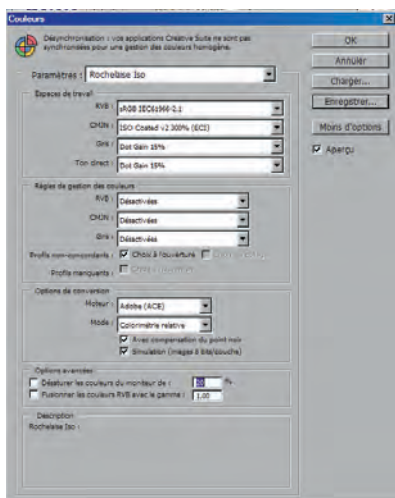 Couleurs
Désynchronisation : vos applications Creative Suite ne sont pas
synchronisées pour une gestion des couleurs homogène.
OK
Annuler
Charger...
Enregistrer...
Moins d'options
Aperçu
Paramètres : Rochelaise Iso
Espaces de travail
RVB : sRGB IEC61966-2.1
CMJN : ISO Coated v2 300% (ECI)
Gris : Dot Gain 15%
Ton direct : Dot Gain 15%
Règles de gestion des couleurs
RVB : Désactivées
CMJN : Désactivées
Gris : Désactivées
Profils non-concordants : Choix à l'ouverture
Profils manquants :
Options de conversion
Moteur : Adobe (ACE)
Mode : Colorimétrie relative
Avec compensation du point noir
Simulation (images 8 bits/couche)
Options avancées
Désaturer les couleurs du moniteur de : 20 %
Fusionner les couleurs RVB avec le gamma : 1.00
Description
Rochelaise Iso :